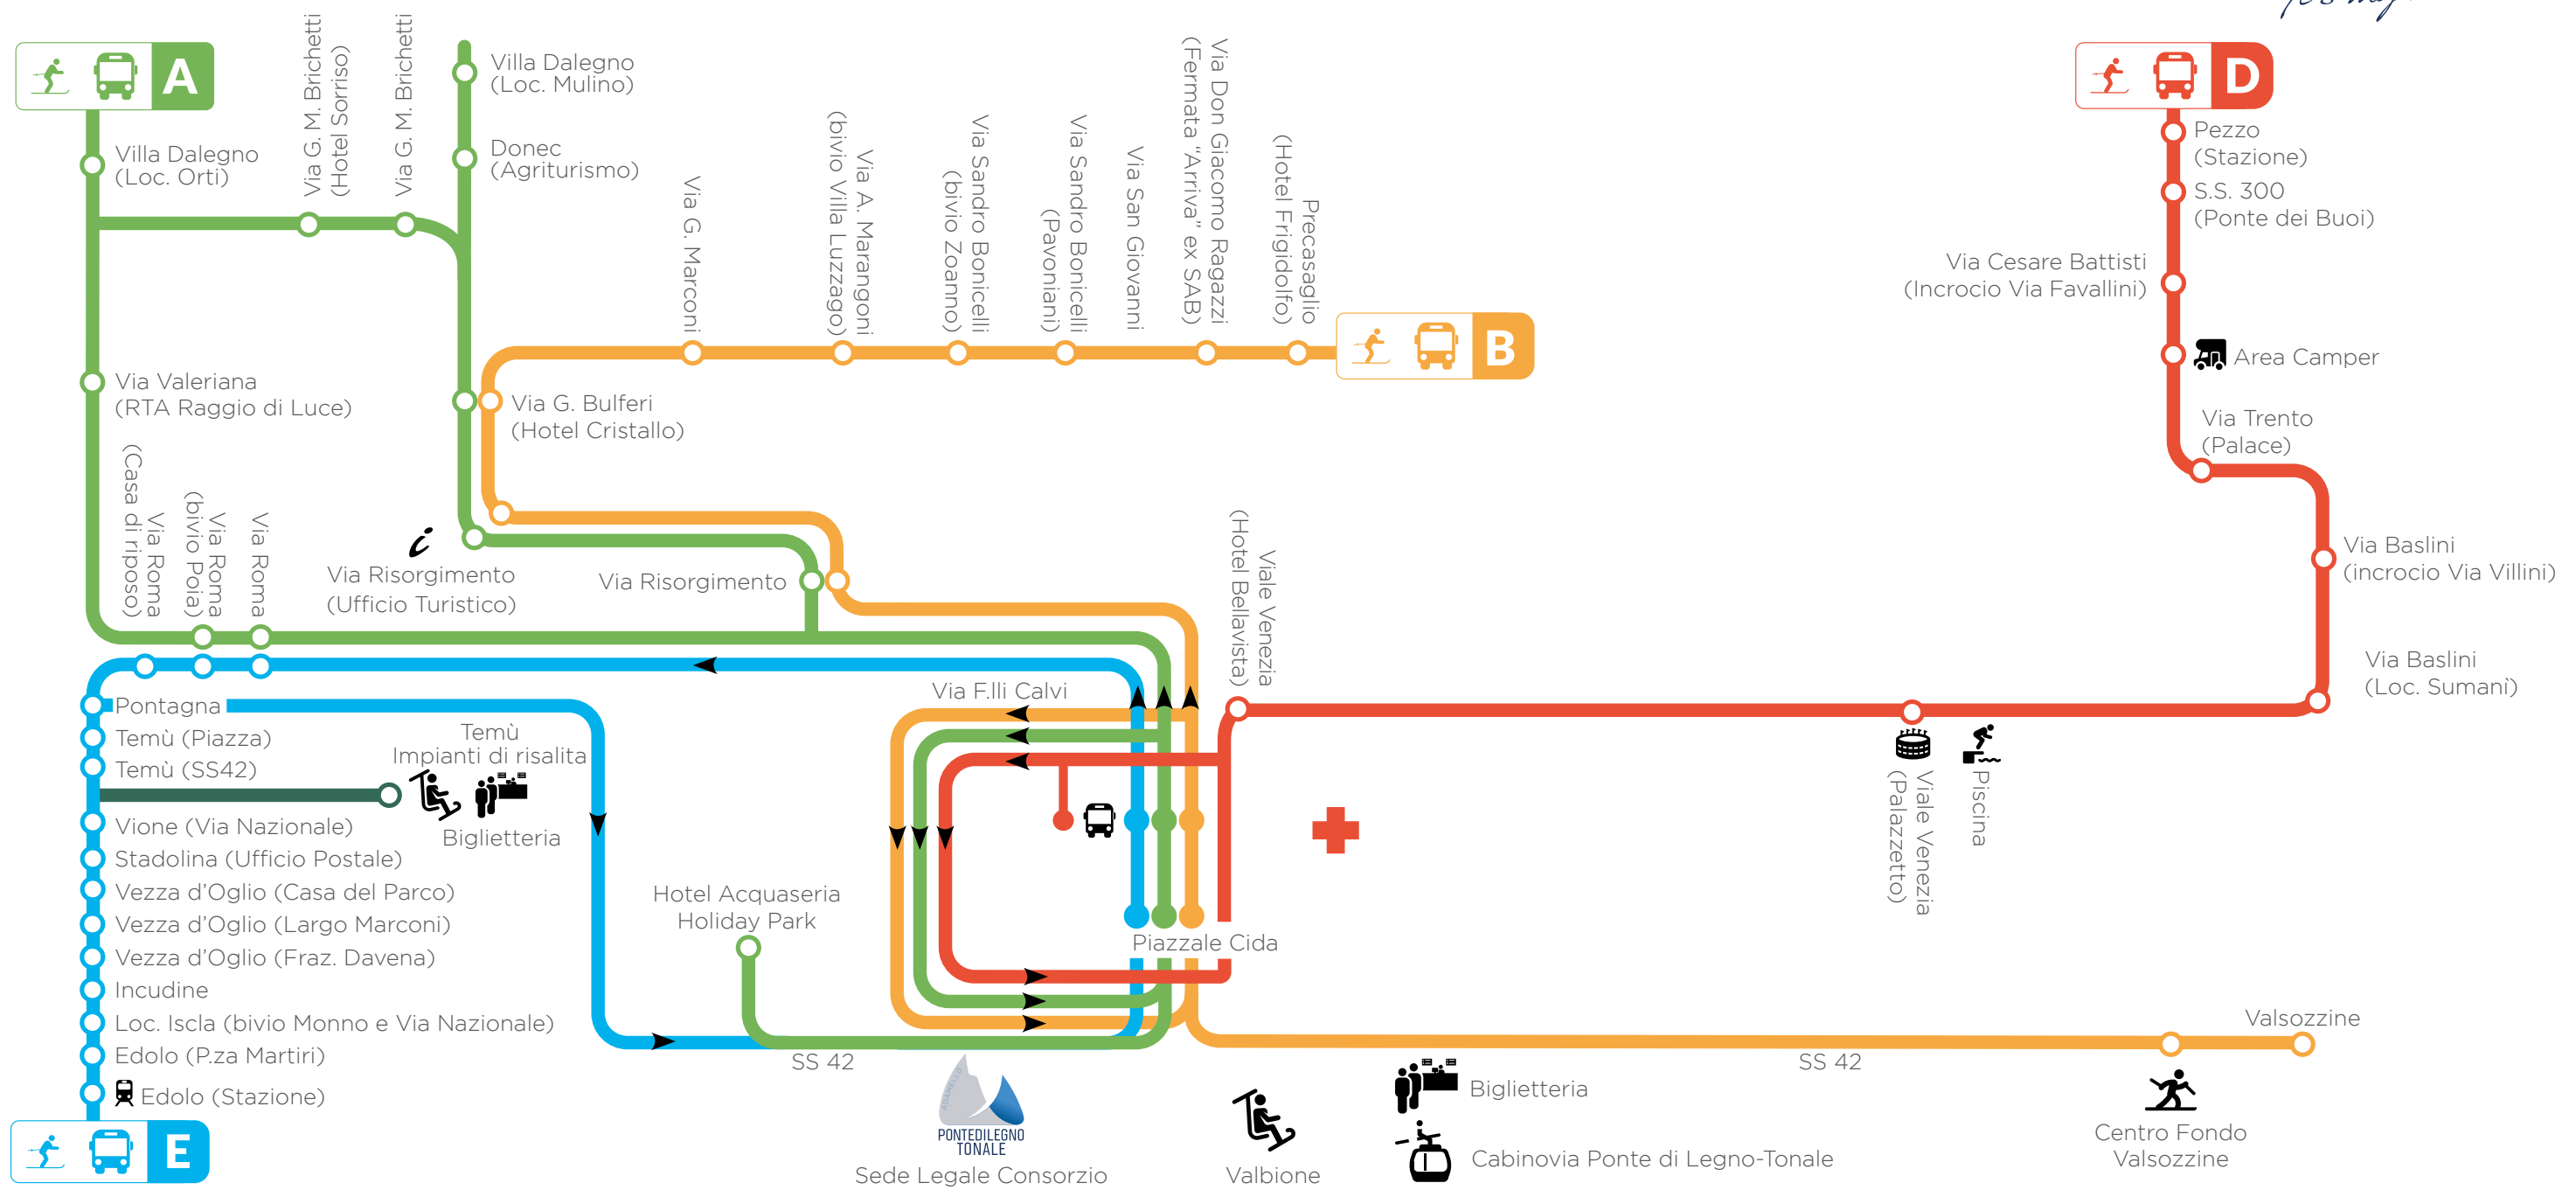 A
Villa Dalegno
(Loc. Orti)
Via G. M. Brichetti
(Hotel Sorriso)
Via G. M. Brichetti
Villa Dalegno
(Loc. Mulino)
Donec
(Agriturismo)
Via G. Marconi
Via A. Marangoni
(bivio Villa Luzzago)
Via Sandro Bonicelli
(bivio Zoanno)
Via Sandro Bonicelli
(Pavoniani)
Via San Giovanni
Via Don Giacomo Ragazzi
(Fermata "Arriva" ex SAB)
Precasaglio
(Hotel Frigidolfo)
B
D
Pezzo
(Stazione)
S.S. 300
(Ponte dei Buoi)
Via Cesare Battisti
(Incrocio Via Favallini)
Area Camper
Via Trento
(Palace)
Via Baslini
(incrocio Via Villini)
Via Baslini
(Loc. Sumanì)
Via Valeriana
(RTA Raggio di Luce)
Via G. Bulferi
(Hotel Cristallo)
Via Roma
(Casa di riposo)
Via Roma
(bivio Poia)
Via Roma
i
Via Risorgimento
(Ufficio Turistico)
Via Risorgimento
Viale Venezia
(Hotel Bellavista)
Via F.lli Calvi
Viale Venezia
(Palazzetto)
Piscina
Pontagna
Temù (Piazza)
Temù (SS42)
Temù
Impianti di risalita
Biglietteria
Vione (Via Nazionale)
Stadolina (Ufficio Postale)
Vezza d'Oglio (Casa del Parco)
Vezza d'Oglio (Largo Marconi)
Vezza d'Oglio (Fraz. Davena)
Incudine
Loc. Iscla (bivio Monno e Via Nazionale)
Edolo (P.za Martiri)
Edolo (Stazione)
E
Hotel Acquaseria
Holiday Park
Piazzale Cida
SS 42
ADAMELLO
PONTEDILEGNO
TONALE
Sede Legale Consorzio
Valbione
Biglietteria
Cabinovia Ponte di Legno-Tonale
SS 42
Valsozzine
Centro Fondo
Valsozzine